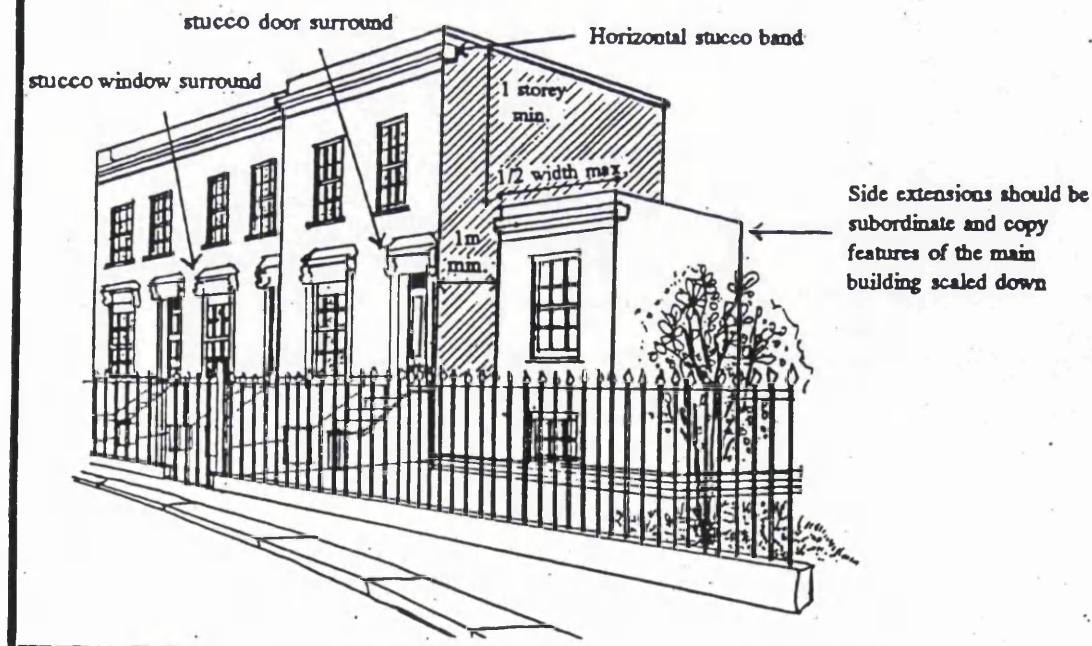 stucco door surround
Horizontal stucco band
stucco window surround
1 storey
min.
1/2 width max.
1m
min.
Side extensions should be
subordinate and copy
features of the main
building scaled down